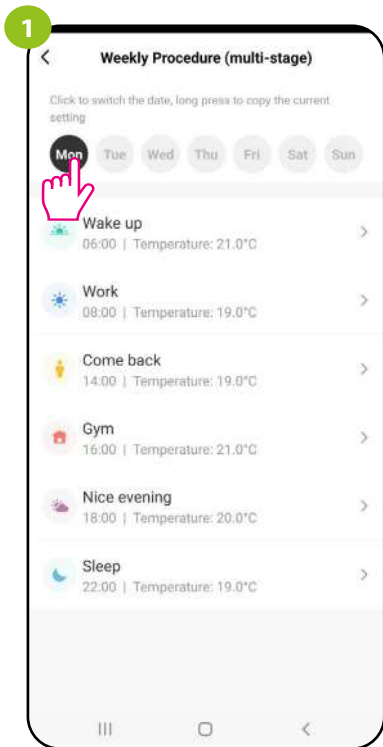 1
Weekly Procedure (multi-stage)
Click to switch the date, long press to copy the current
setting
Mon Tue Wed Thu Fri Sat Sun
Wake up
06:00 | Temperature: 21.0°C
Work
08:00 | Temperature: 19.0°C
Come back
14:00 | Temperature: 19.0°C
Gym
16:00 | Temperature: 21.0°C
Nice evening
18:00 | Temperature: 20.0°C
Sleep
22:00 | Temperature: 19.0°C